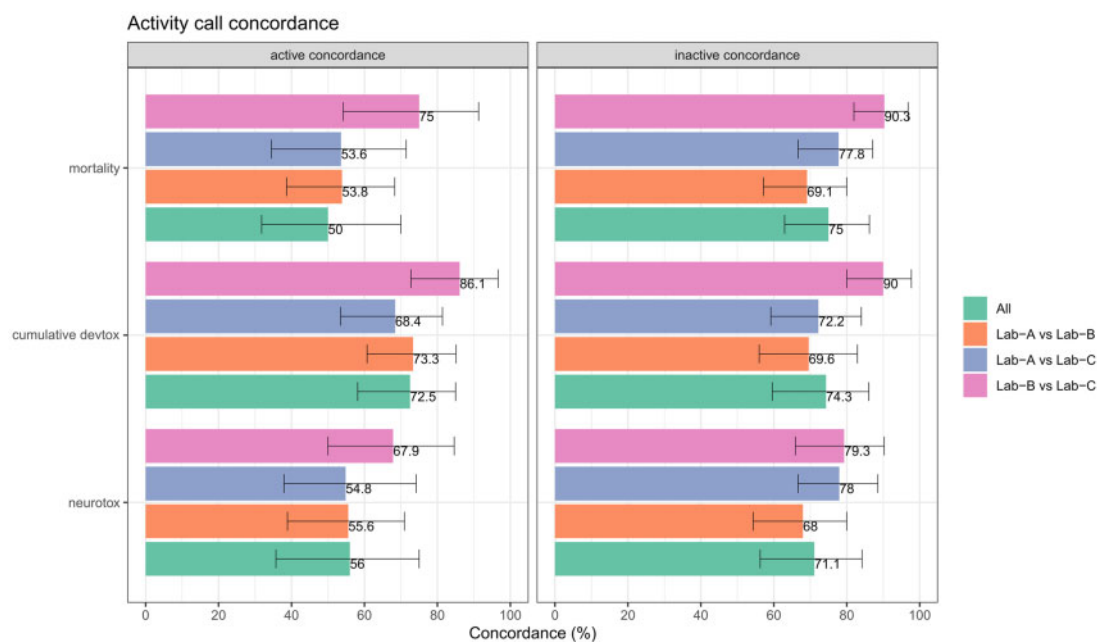 Activity call concordance
active concordance
inactive concordance
mortality
75
53.6
53.8
50
90.3
77.8
69.1
75
cumulative devtox
86.1
68.4
73.3
72.5
90
72.2
69.6
74.3
neurotox
67.9
54.8
55.6
56
79.3
78
68
71.1
0 20 40 60 80 100
0 20 40 60 80 100
Concordance (%)
All
Lab-A vs Lab-B
Lab-A vs Lab-C
Lab-B vs Lab-C